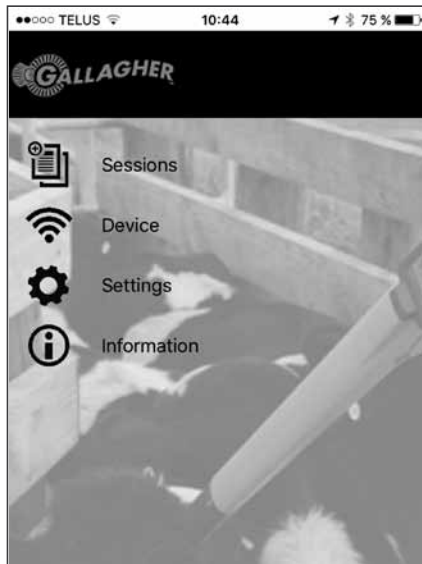 TELUS 10:44 75 %
GALLAGHER
Sessions
Device
Settings
Information